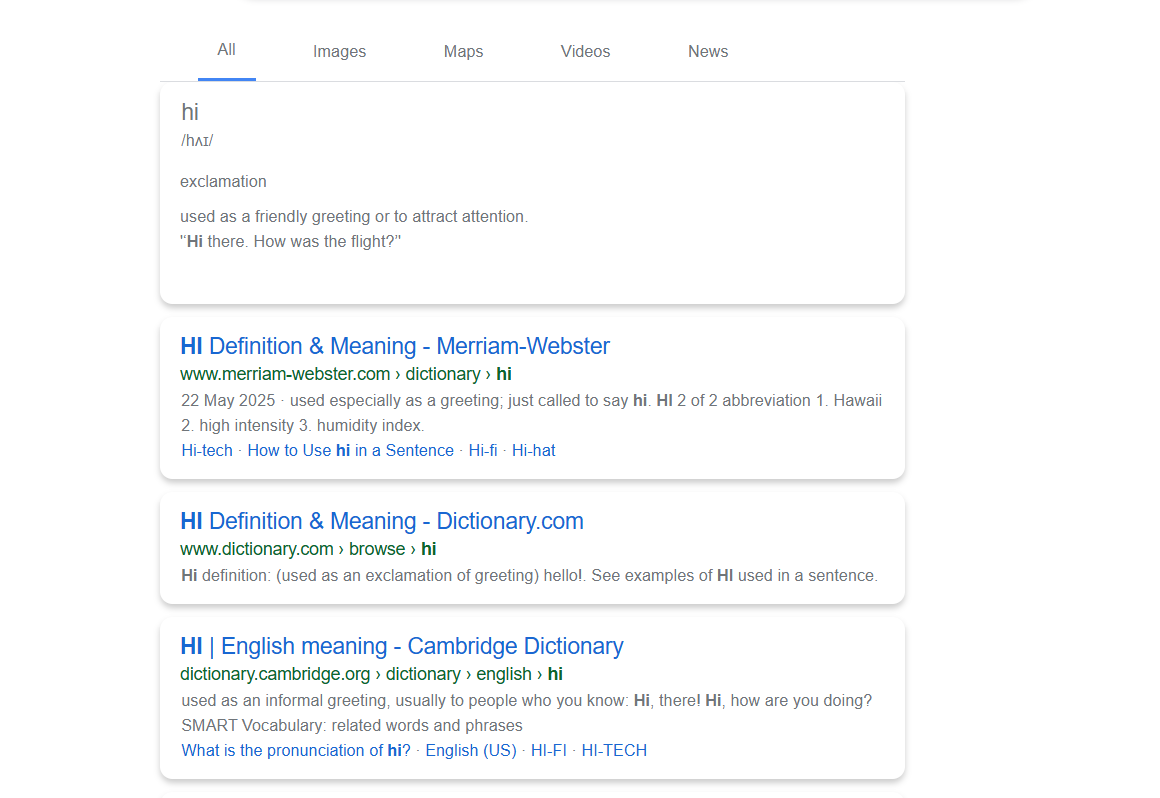 All Images Maps Videos News
hi
/hʌɪ/
exclamation
used as a friendly greeting or to attract attention.
"Hi there. How was the flight?"
HI Definition & Meaning - Merriam-Webster
www.merriam-webster.com › dictionary › hi
22 May 2025 · used especially as a greeting; just called to say hi. HI 2 of 2 abbreviation 1. Hawaii
2. high intensity 3. humidity index.
Hi-tech · How to Use hi in a Sentence · Hi-fi · Hi-hat
HI Definition & Meaning - Dictionary.com
www.dictionary.com › browse › hi
Hi definition: (used as an exclamation of greeting) hello!. See examples of HI used in a sentence.
HI | English meaning - Cambridge Dictionary
dictionary.cambridge.org › dictionary › english › hi
used as an informal greeting, usually to people who you know: Hi, there! Hi, how are you doing?
SMART Vocabulary: related words and phrases
What is the pronunciation of hi? · English (US) · HI-FI · HI-TECH